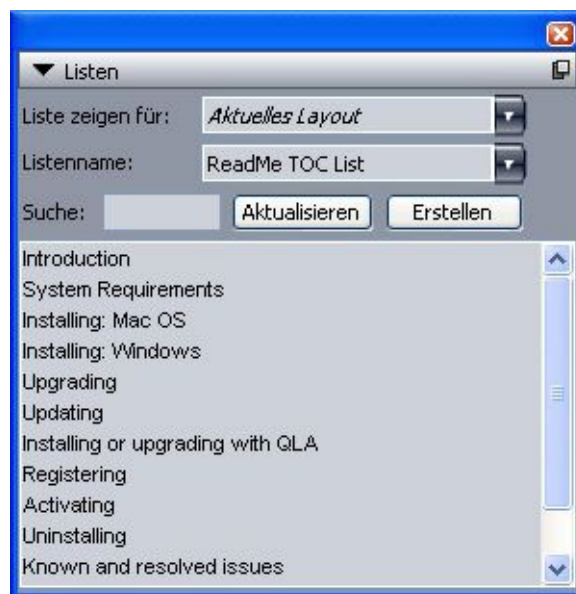 Listen
Liste zeigen für: Aktuelles Layout
Listenname: ReadMe TOC List
Suche: Aktualisieren Erstellen
Introduction
System Requirements
Installing: Mac OS
Installing: Windows
Upgrading
Updating
Installing or upgrading with QLA
Registering
Activating
Uninstalling
Known and resolved issues